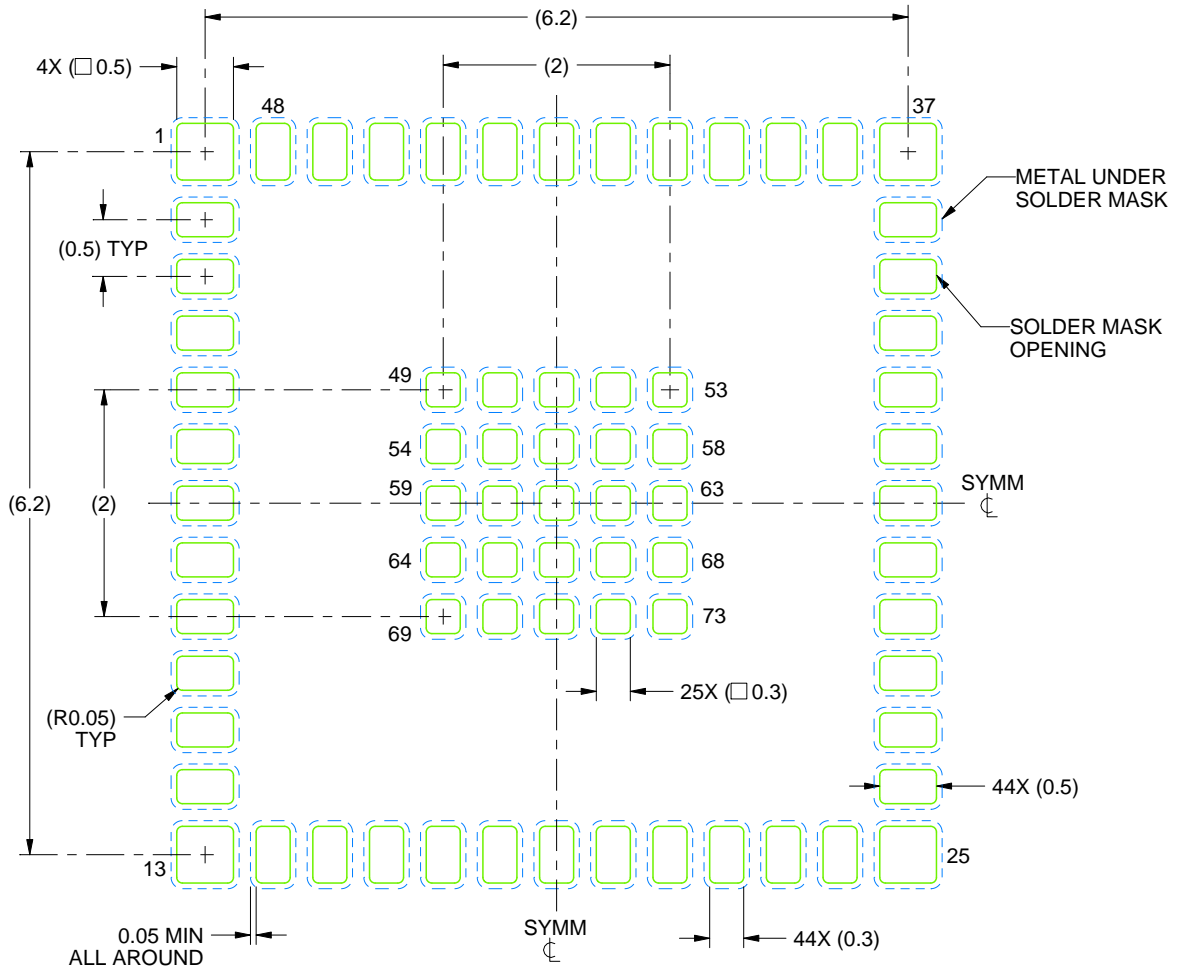 (6.2)
4X (□ 0.5)
(2)
48
37
1
METAL UNDER
SOLDER MASK
(0.5) TYP
SOLDER MASK
OPENING
49
53
54
58
59
63
SYMM
℄
(6.2)
(2)
64
68
69
73
25X (□ 0.3)
(R0.05)
TYP
44X (0.5)
13
25
0.05 MIN
ALL AROUND
SYMM
℄
44X (0.3)